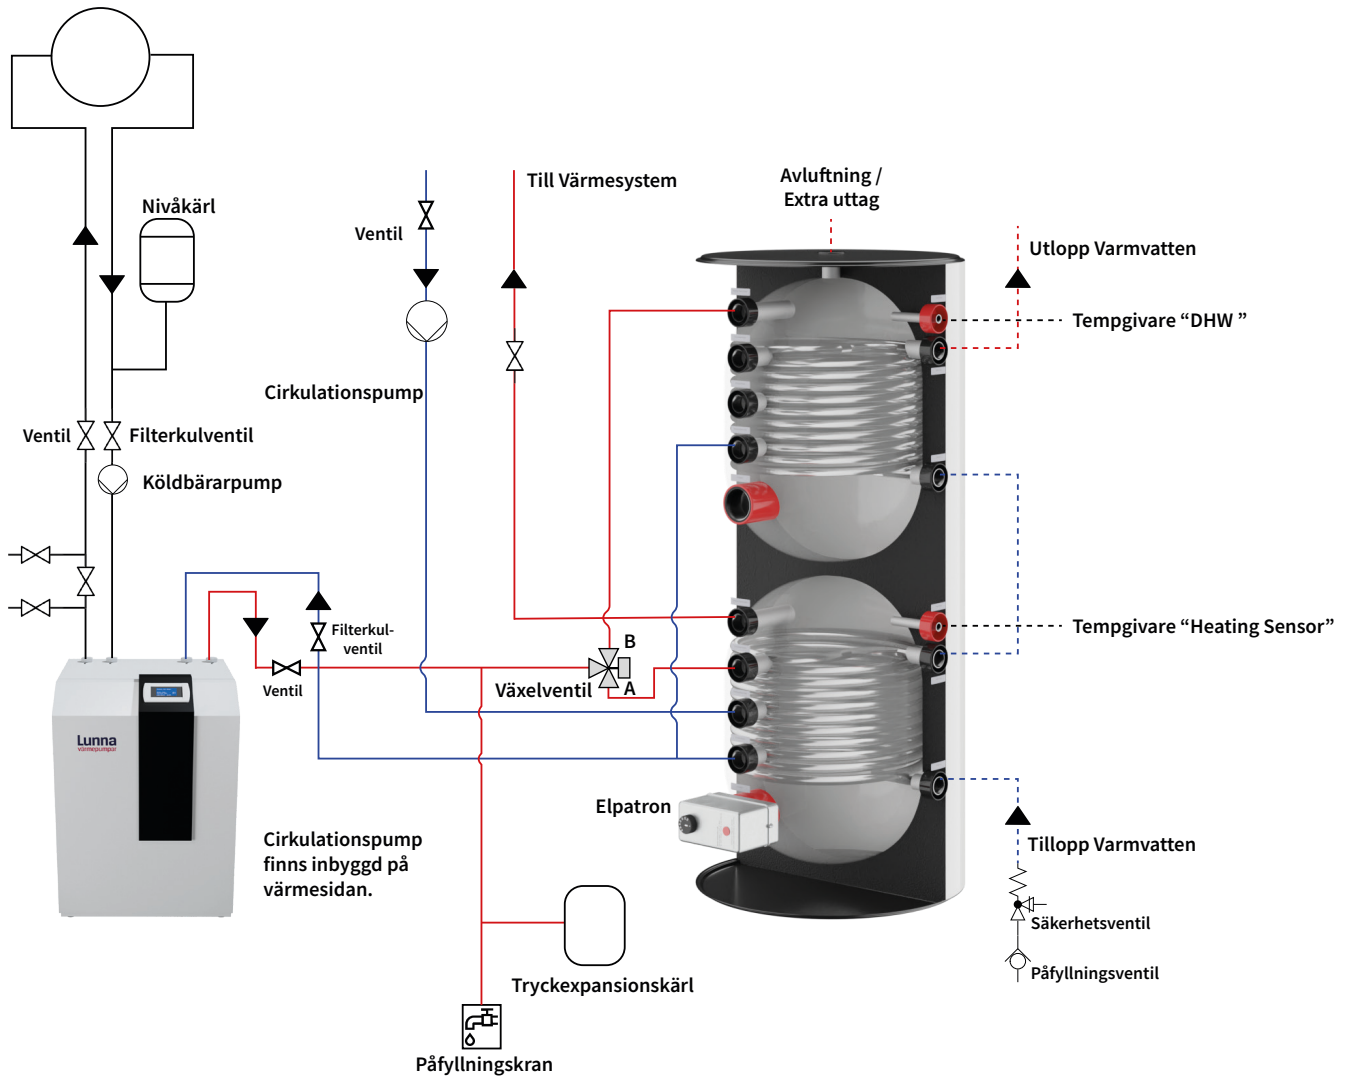 Nivåkärl
Ventil
Till Värmesystem
Avluftning /
Extra uttag
Utlopp Varmvatten
Tempgivare “DHW ”
Cirkulationspump
Ventil
Filterkulventil
Köldbärarpump
Filterkul-
ventil
Ventil
B
Växelventil
A
Tempgivare “Heating Sensor”
Lunna
värmepumpar
Elpatron
Cirkulationspump
finns inbyggd på
värmesidan.
Tillopp Varmvatten
Säkerhetsventil
Påfyllningsventil
Tryckexpansionskärl
Påfyllningskran